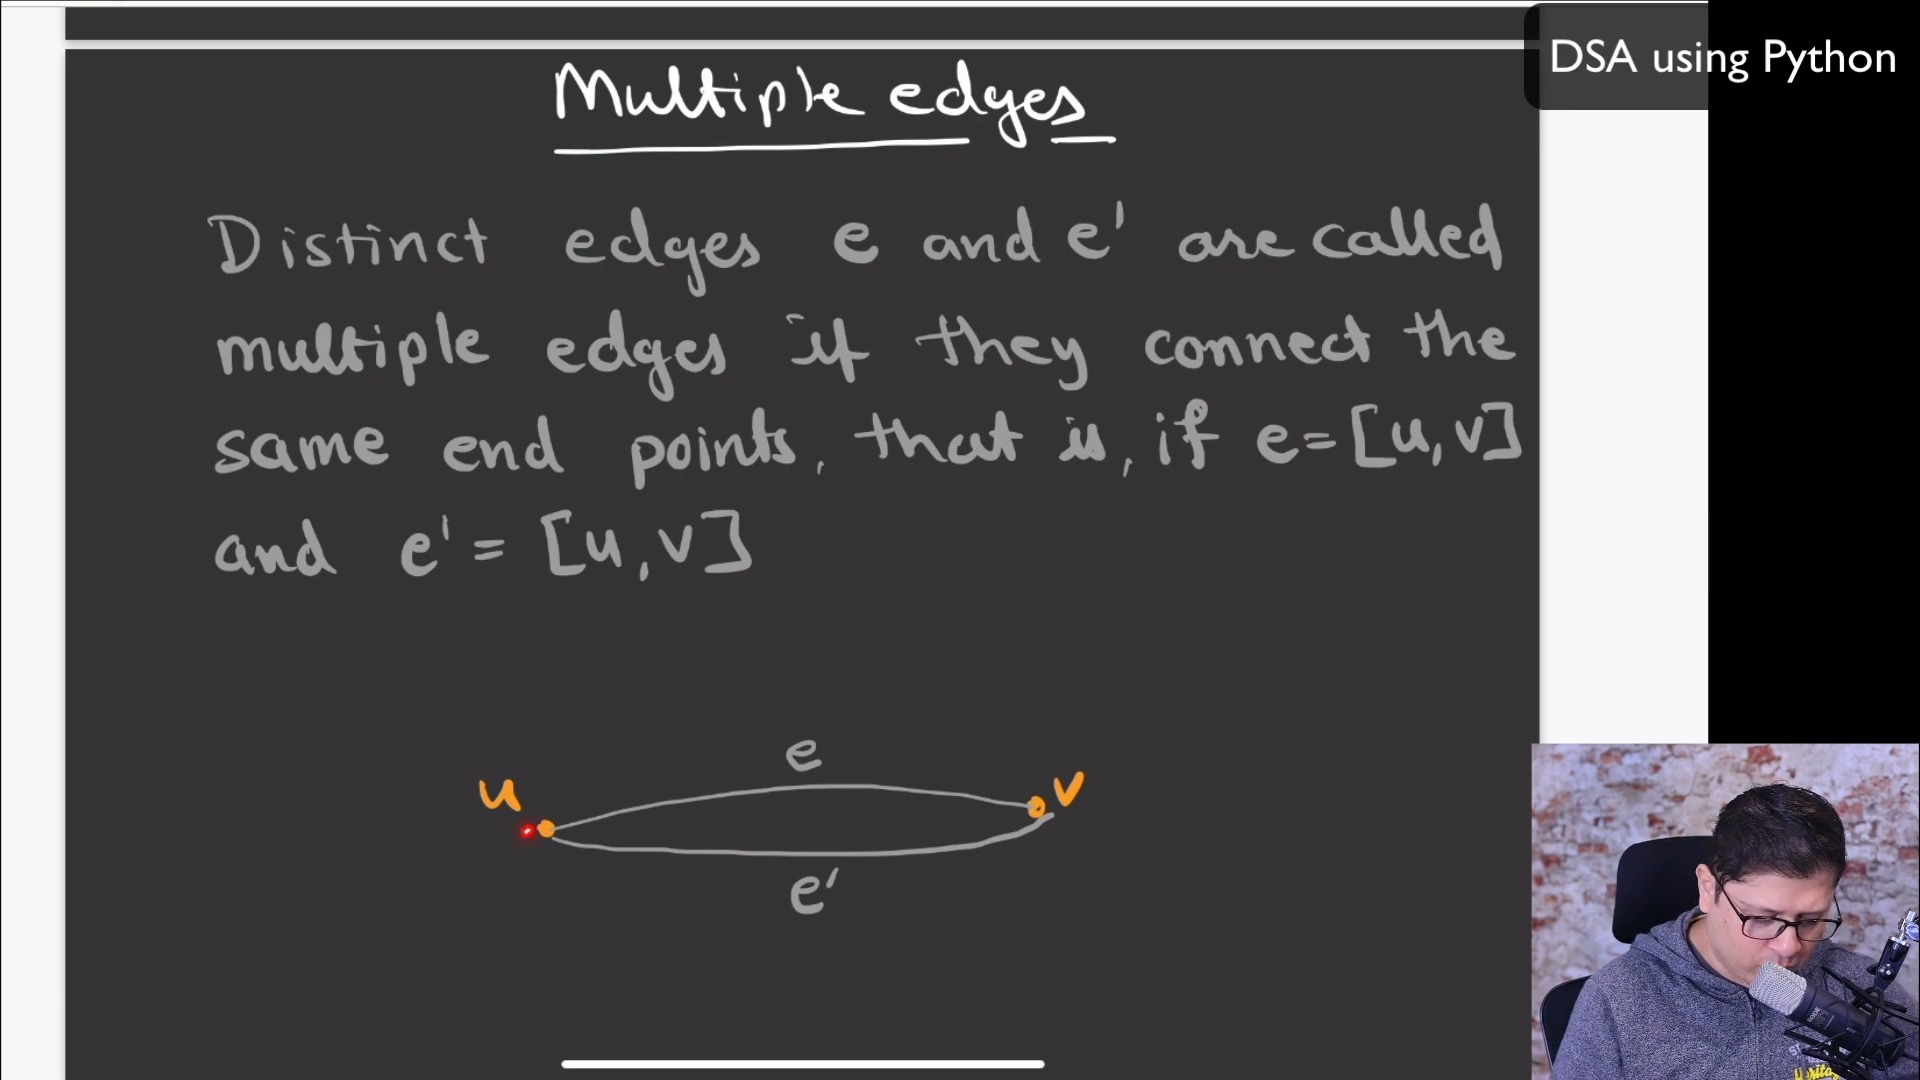 DSA using Python
Multiple edges
Distinct edges e and e' are called
multiple edges if they connect the
same end points, that is, if e=[u,v]
and e' = [u,v]
e
u
v
e'